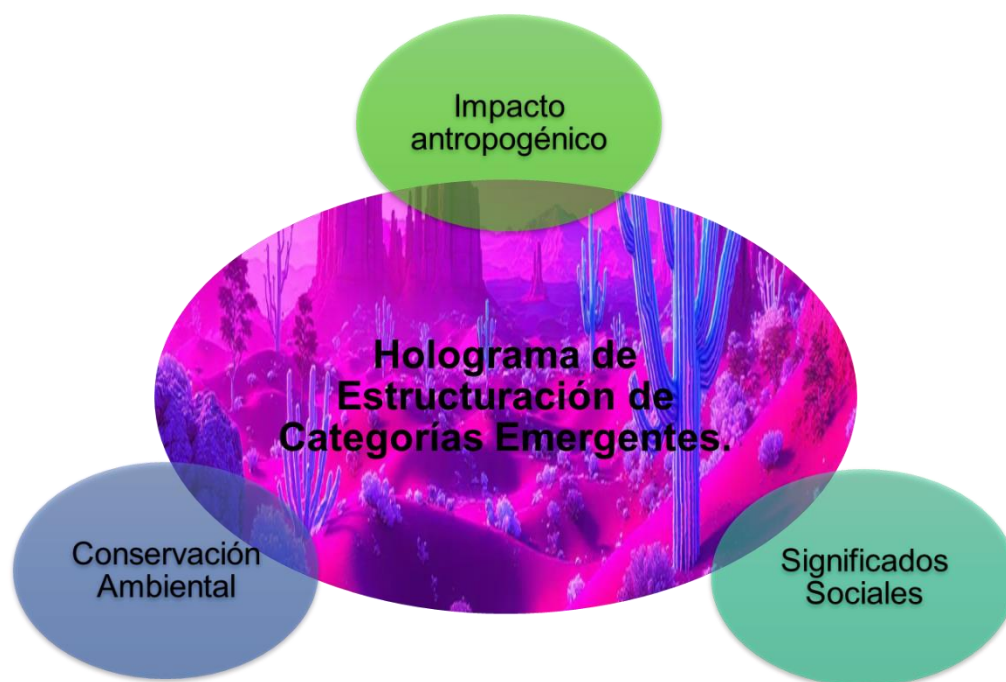 Impacto
antropogénico
Holograma de
Estructuración de
Categorías Emergentes.
Conservación
Ambiental
Significados
Sociales